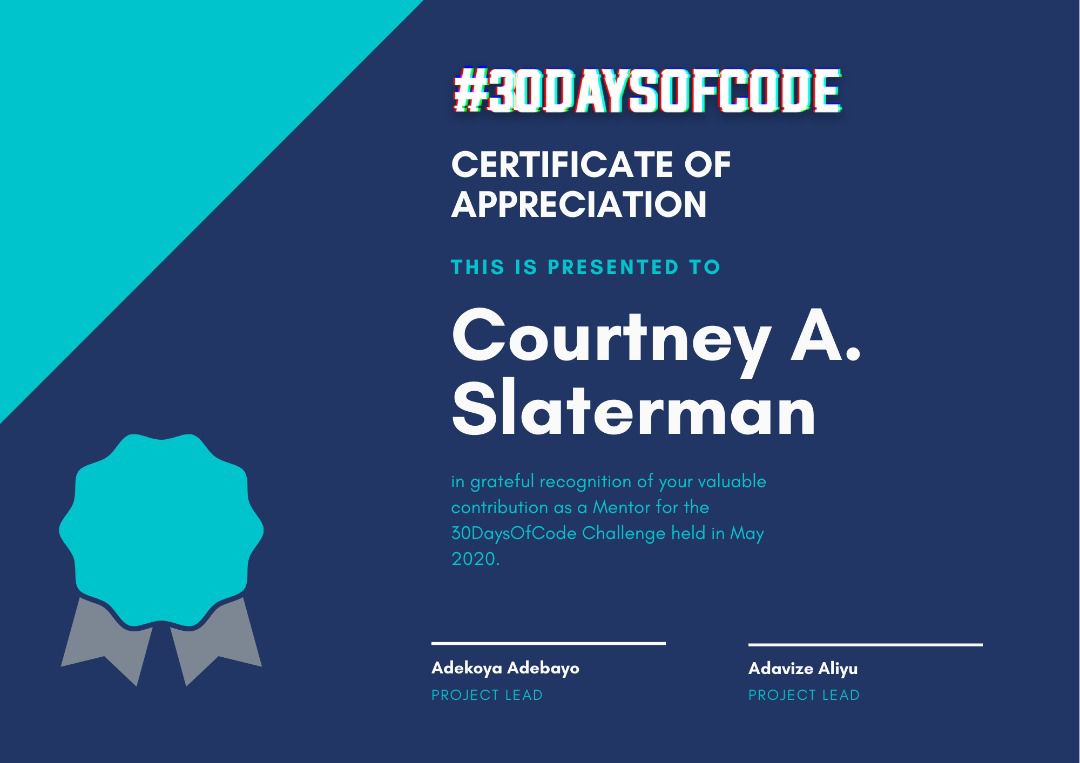 #30DAYSOFCODE
CERTIFICATE OF
APPRECIATION
THIS IS PRESENTED TO
Courtney A.
Slaterman
in grateful recognition of your valuable
contribution as a Mentor for the
30DaysOfCode Challenge held in May
2020.
Adekoya Adebayo
PROJECT LEAD
Adavize Aliyu
PROJECT LEAD